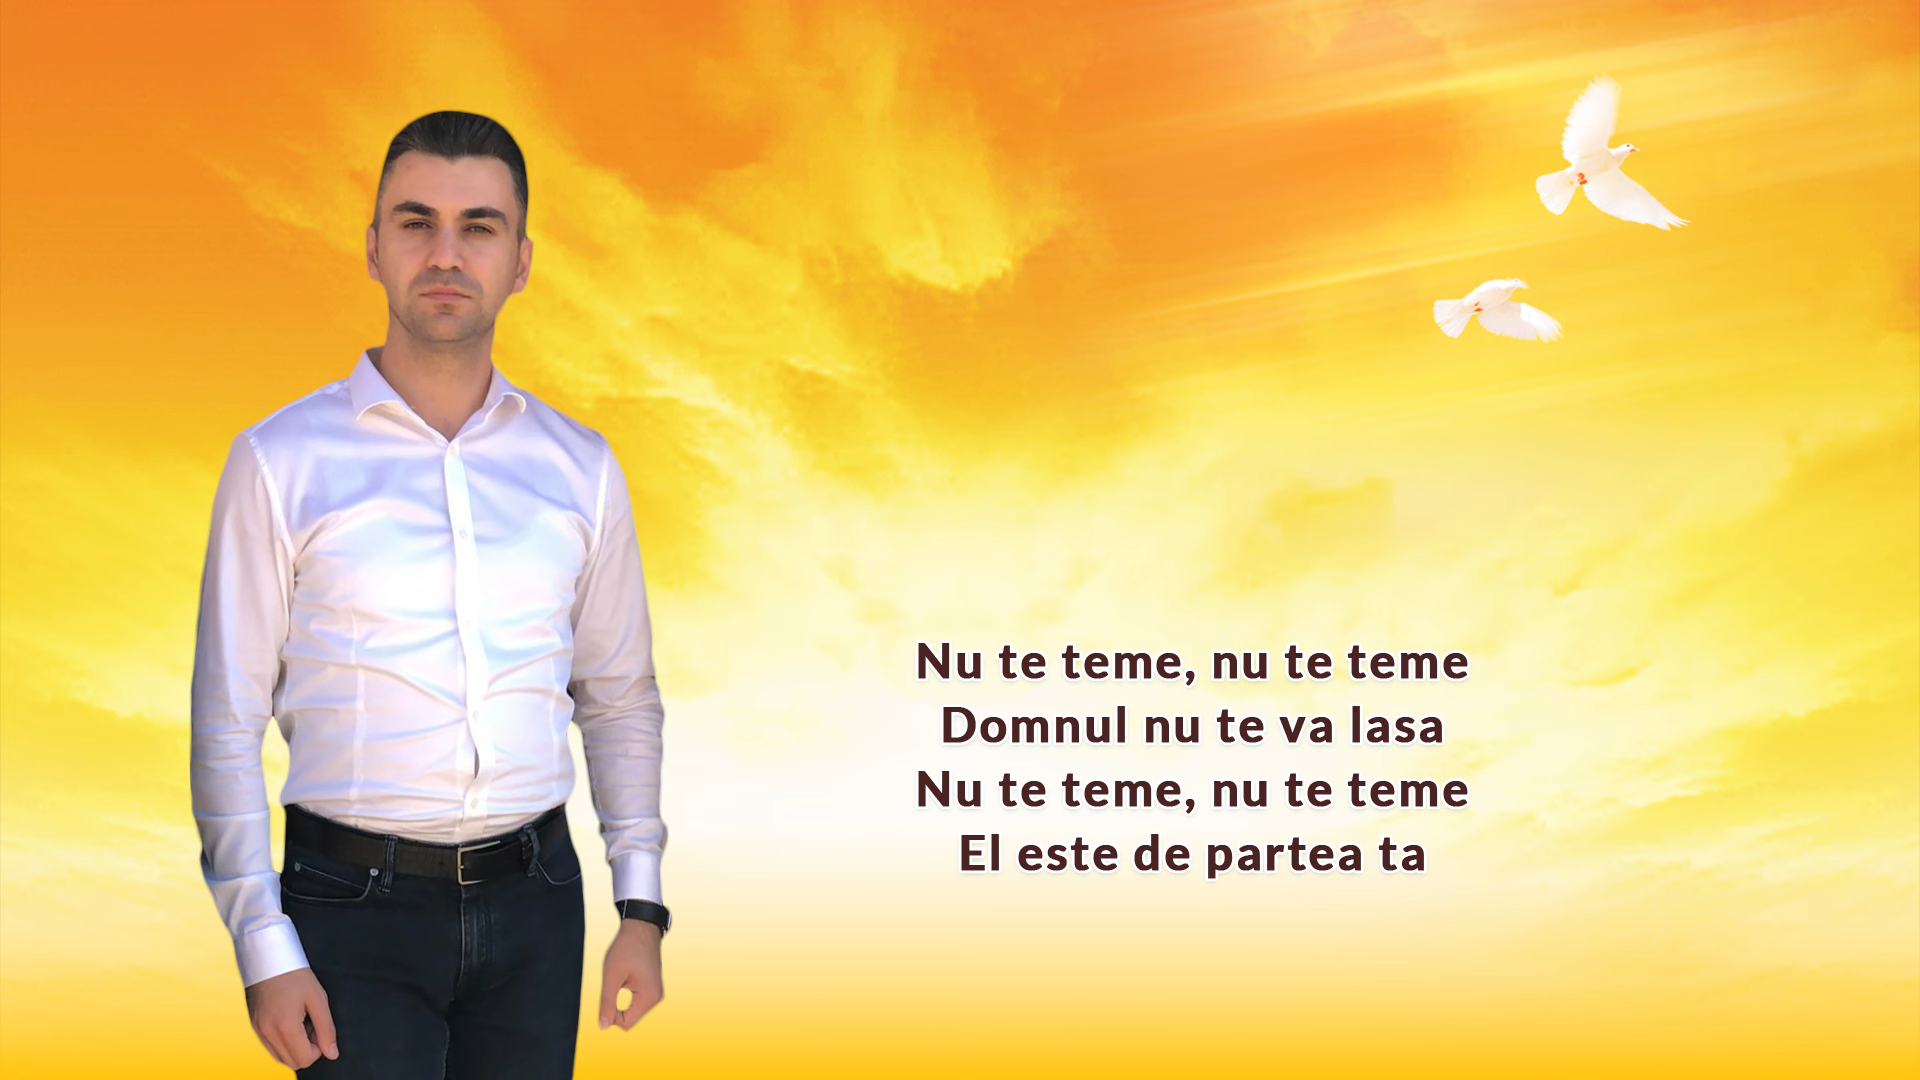 Nu te teme, nu te teme
Domnul nu te va lasa
Nu te teme, nu te teme
El este de partea ta